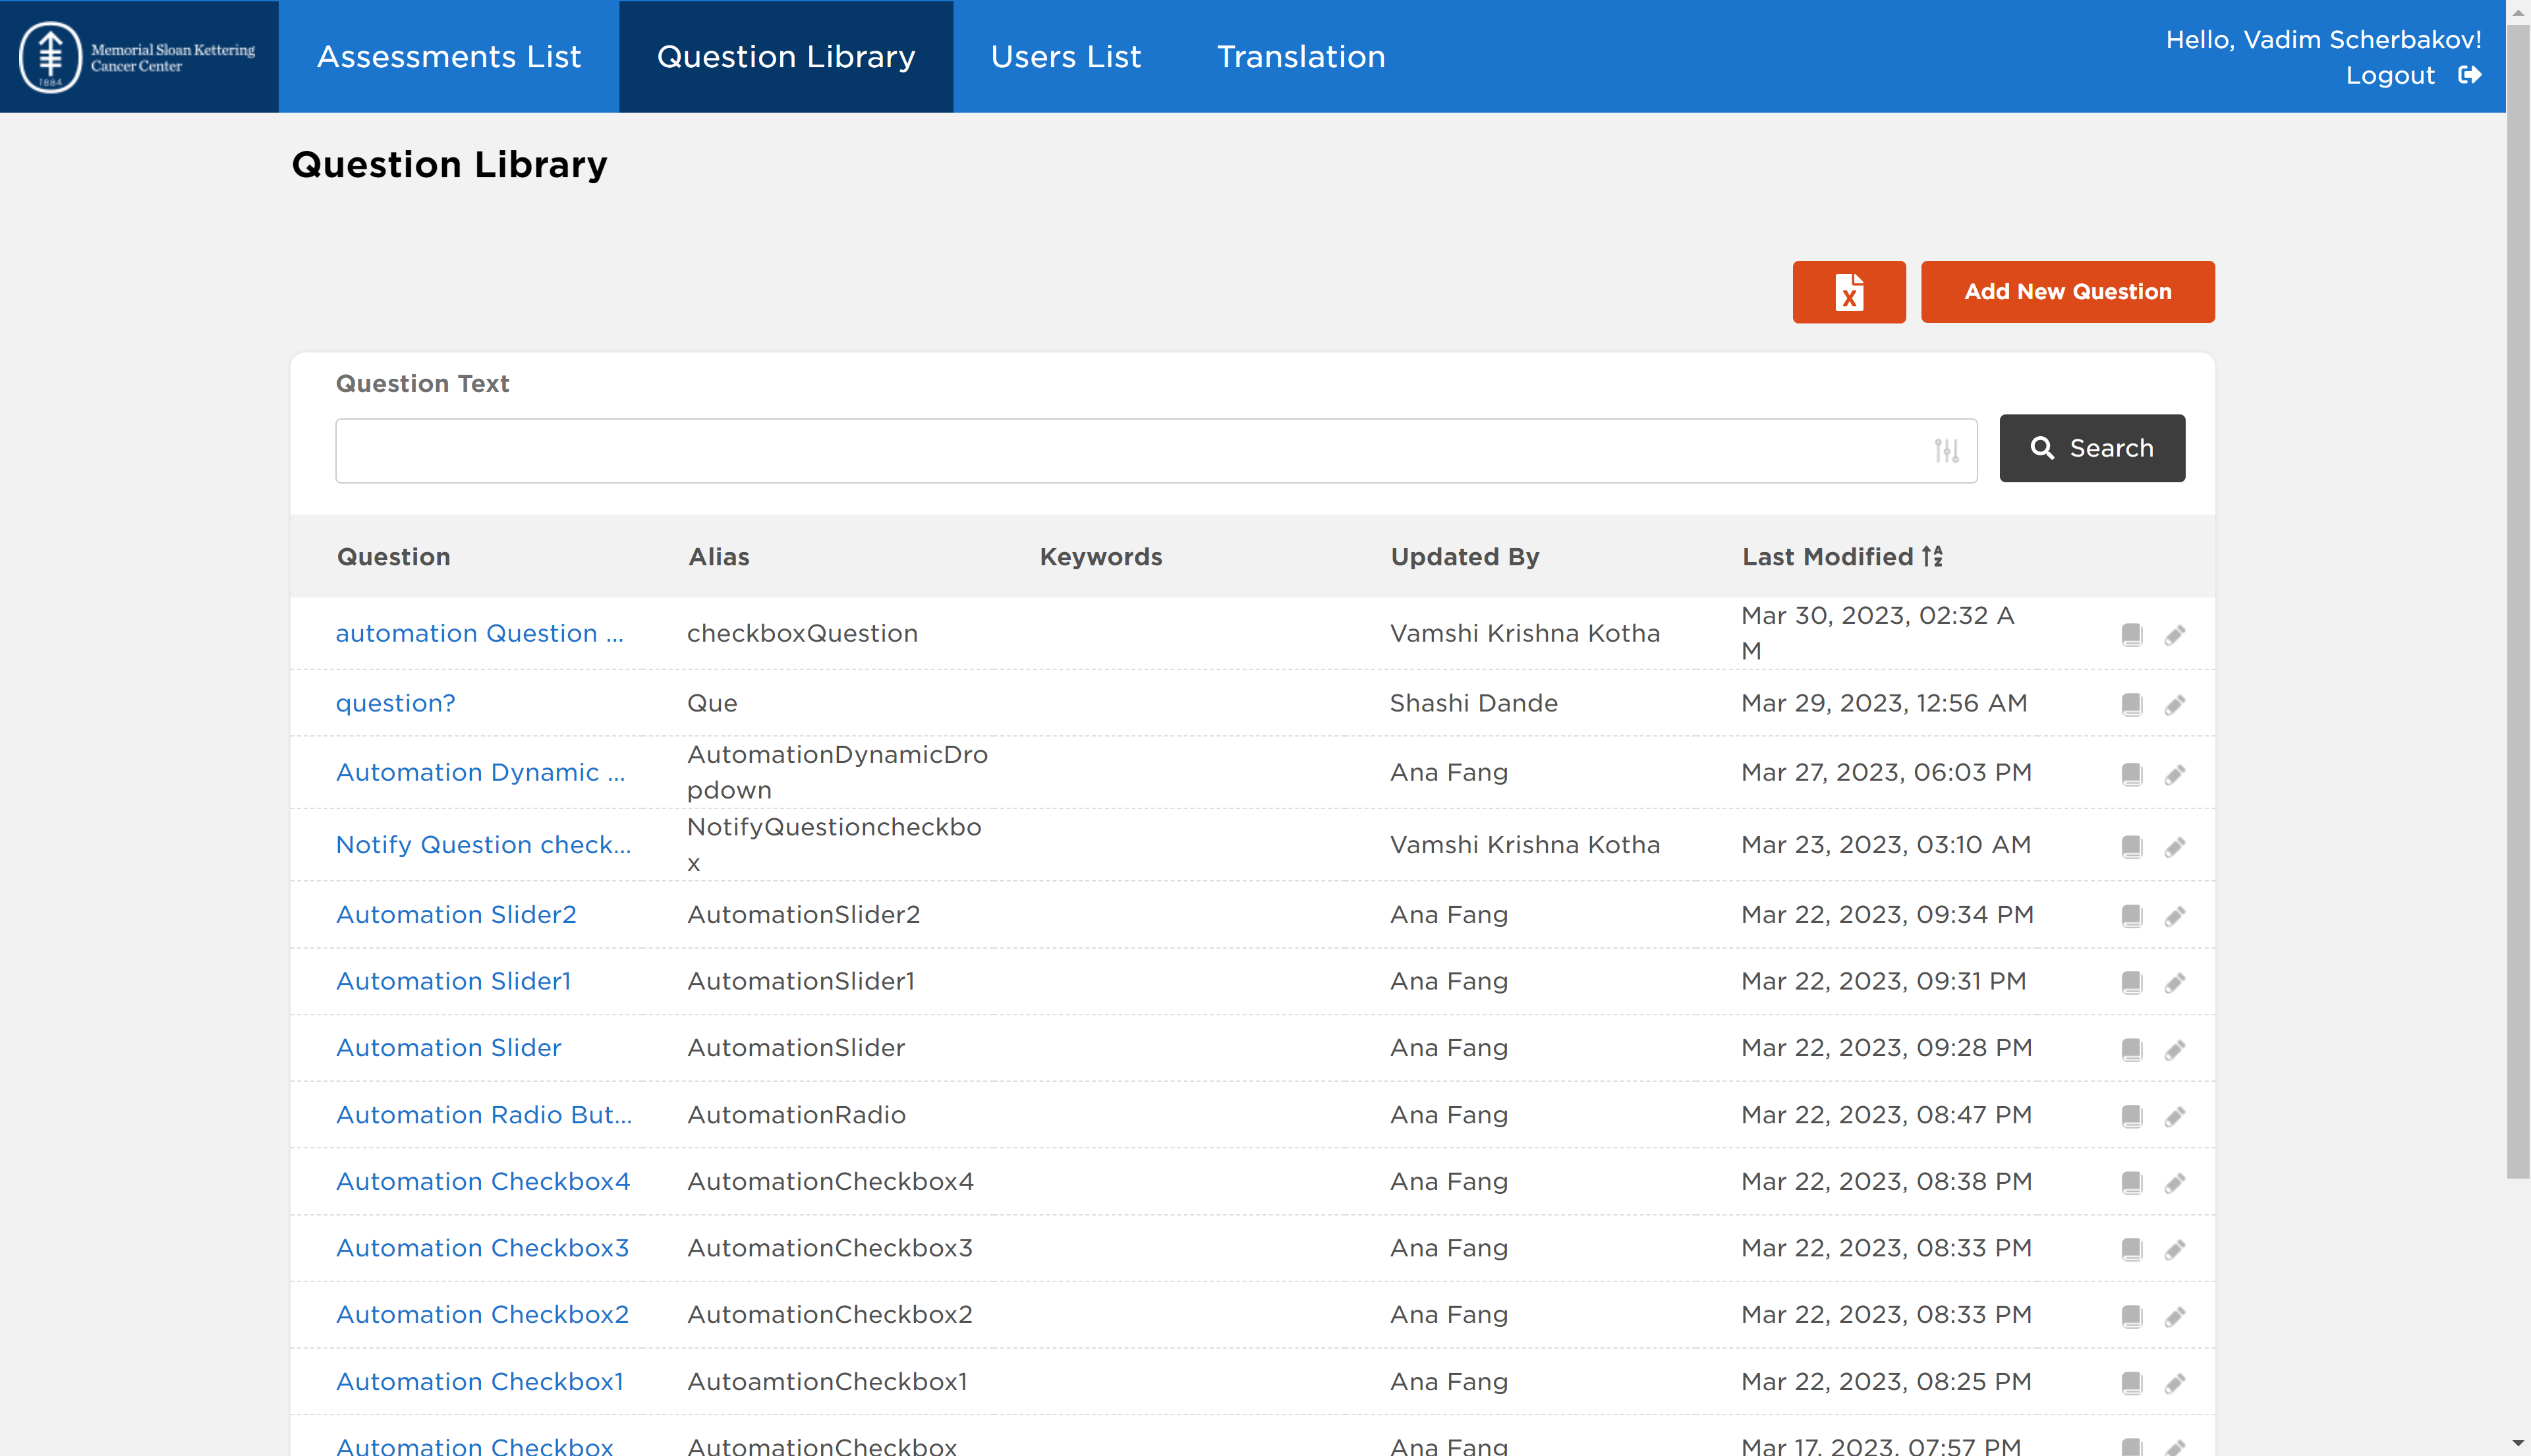 Memorial Sloan Kettering
Cancer Center
1884
Assessments List
Question Library
Users List
Translation
Hello, Vadim Scherbakov!
Logout
Question Library
X
Add New Question
Question Text
Search
Question Alias Keywords Updated By Last Modified
automation Question ... checkboxQuestion Vamshi Krishna Kotha Mar 30, 2023, 02:32 A
M
question? Que Shashi Dande Mar 29, 2023, 12:56 AM
Automation Dynamic ... AutomationDynamicDro
pdown Ana Fang Mar 27, 2023, 06:03 PM
Notify Question check... NotifyQuestioncheckbo
x Vamshi Krishna Kotha Mar 23, 2023, 03:10 AM
Automation Slider2 AutomationSlider2 Ana Fang Mar 22, 2023, 09:34 PM
Automation Slider1 AutomationSlider1 Ana Fang Mar 22, 2023, 09:31 PM
Automation Slider AutomationSlider Ana Fang Mar 22, 2023, 09:28 PM
Automation Radio But... AutomationRadio Ana Fang Mar 22, 2023, 08:47 PM
Automation Checkbox4 AutomationCheckbox4 Ana Fang Mar 22, 2023, 08:38 PM
Automation Checkbox3 AutomationCheckbox3 Ana Fang Mar 22, 2023, 08:33 PM
Automation Checkbox2 AutomationCheckbox2 Ana Fang Mar 22, 2023, 08:33 PM
Automation Checkbox1 AutoamtionCheckbox1 Ana Fang Mar 22, 2023, 08:25 PM
Automation Checkbox AutomationCheckbox Ana Fang Mar 17, 2023, 07:57 PM